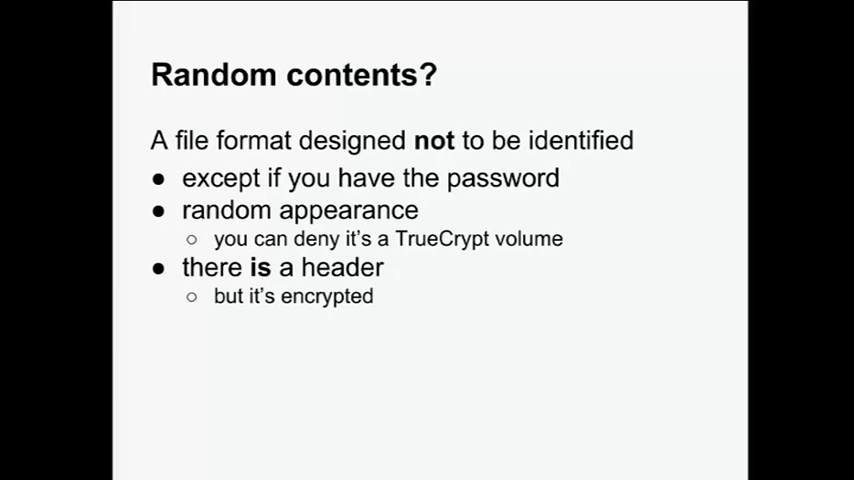 Random contents?
A file format designed not to be identified
● except if you have the password
● random appearance
○ you can deny it's a TrueCrypt volume
● there is a header
○ but it's encrypted